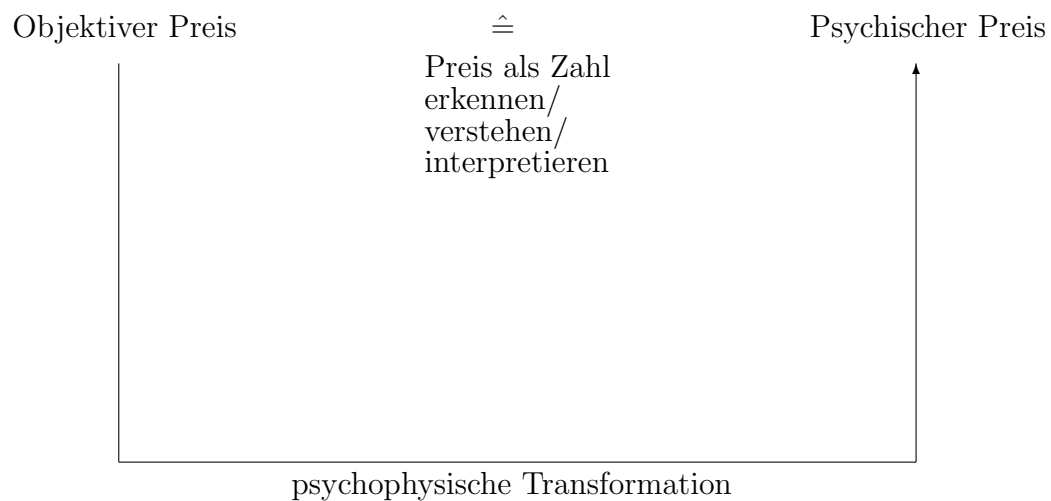 Objektiver Preis ≙ Psychischer Preis
Preis als Zahl
erkennen/
verstehen/
interpretieren
psychophysische Transformation